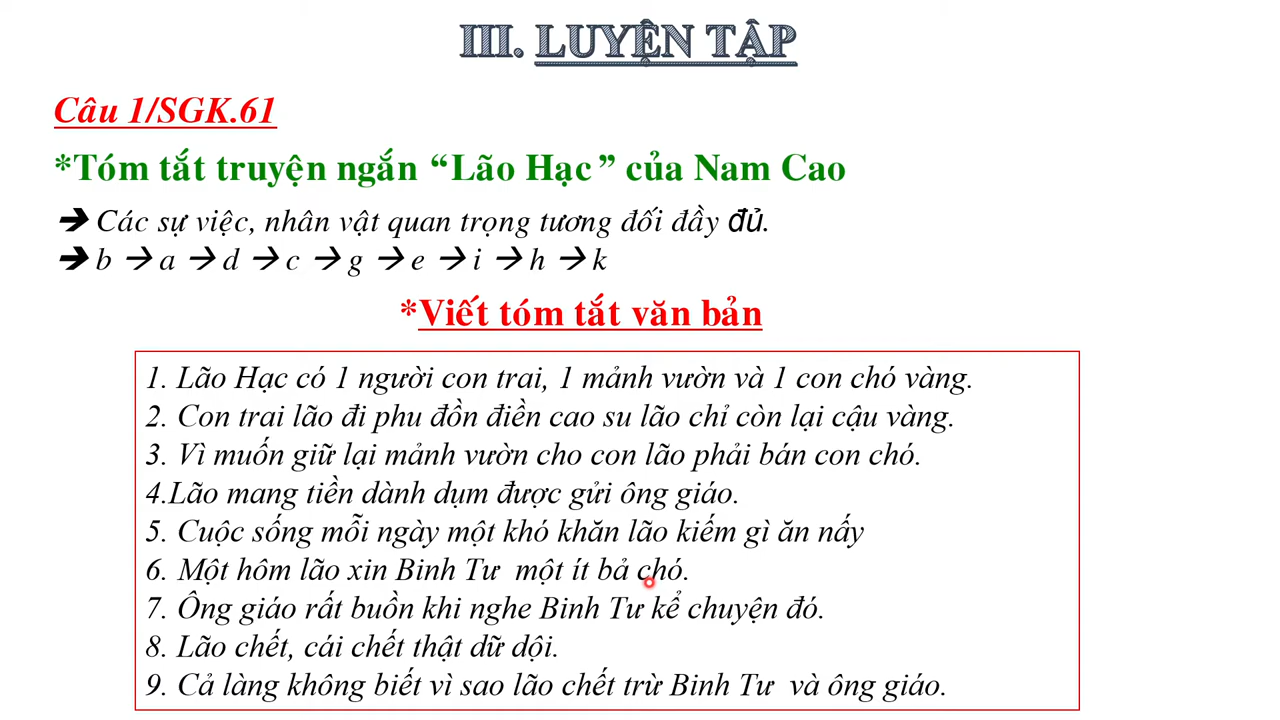 III. LUYỆN TẬP
Câu 1/SGK.61
*Tóm tắt truyện ngắn “Lão Hạc” của Nam Cao
➔ Các sự việc, nhân vật quan trọng tương đối đầy đủ.
➔ b → a → d → c → g → e → i → h → k
*Viết tóm tắt văn bản
1. Lão Hạc có 1 người con trai, 1 mảnh vườn và 1 con chó vàng.
2. Con trai lão đi phu đồn điền cao su lão chỉ còn lại cậu vàng.
3. Vì muốn giữ lại mảnh vườn cho con lão phải bán con chó.
4.Lão mang tiền dành dụm được gửi ông giáo.
5. Cuộc sống mỗi ngày một khó khăn lão kiếm gì ăn nấy
6. Một hôm lão xin Binh Tư một ít bả chó.
7. Ông giáo rất buồn khi nghe Binh Tư kể chuyện đó.
8. Lão chết, cái chết thật dữ dội.
9. Cả làng không biết vì sao lão chết trừ Binh Tư và ông giáo.